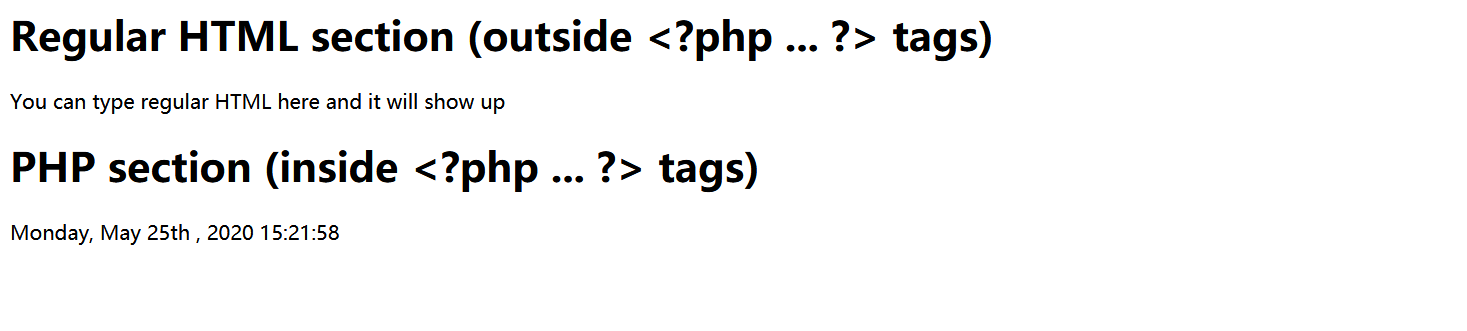 Regular HTML section (outside <?php ... ?> tags)
You can type regular HTML here and it will show up
PHP section (inside <?php ... ?> tags)
Monday, May 25th , 2020 15:21:58